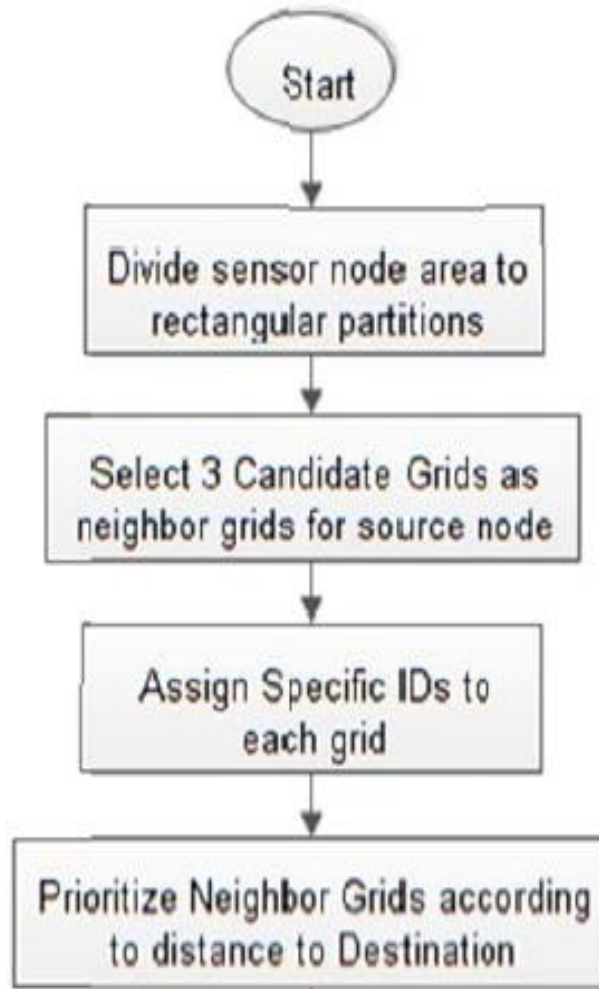 Start
Divide sensor node area to
rectangular partitions
Select 3 Candidate Grids as
neighbor grids for source node
Assign Specific IDs to
each grid
Prioritize Neighbor Grids according
to distance to Destination